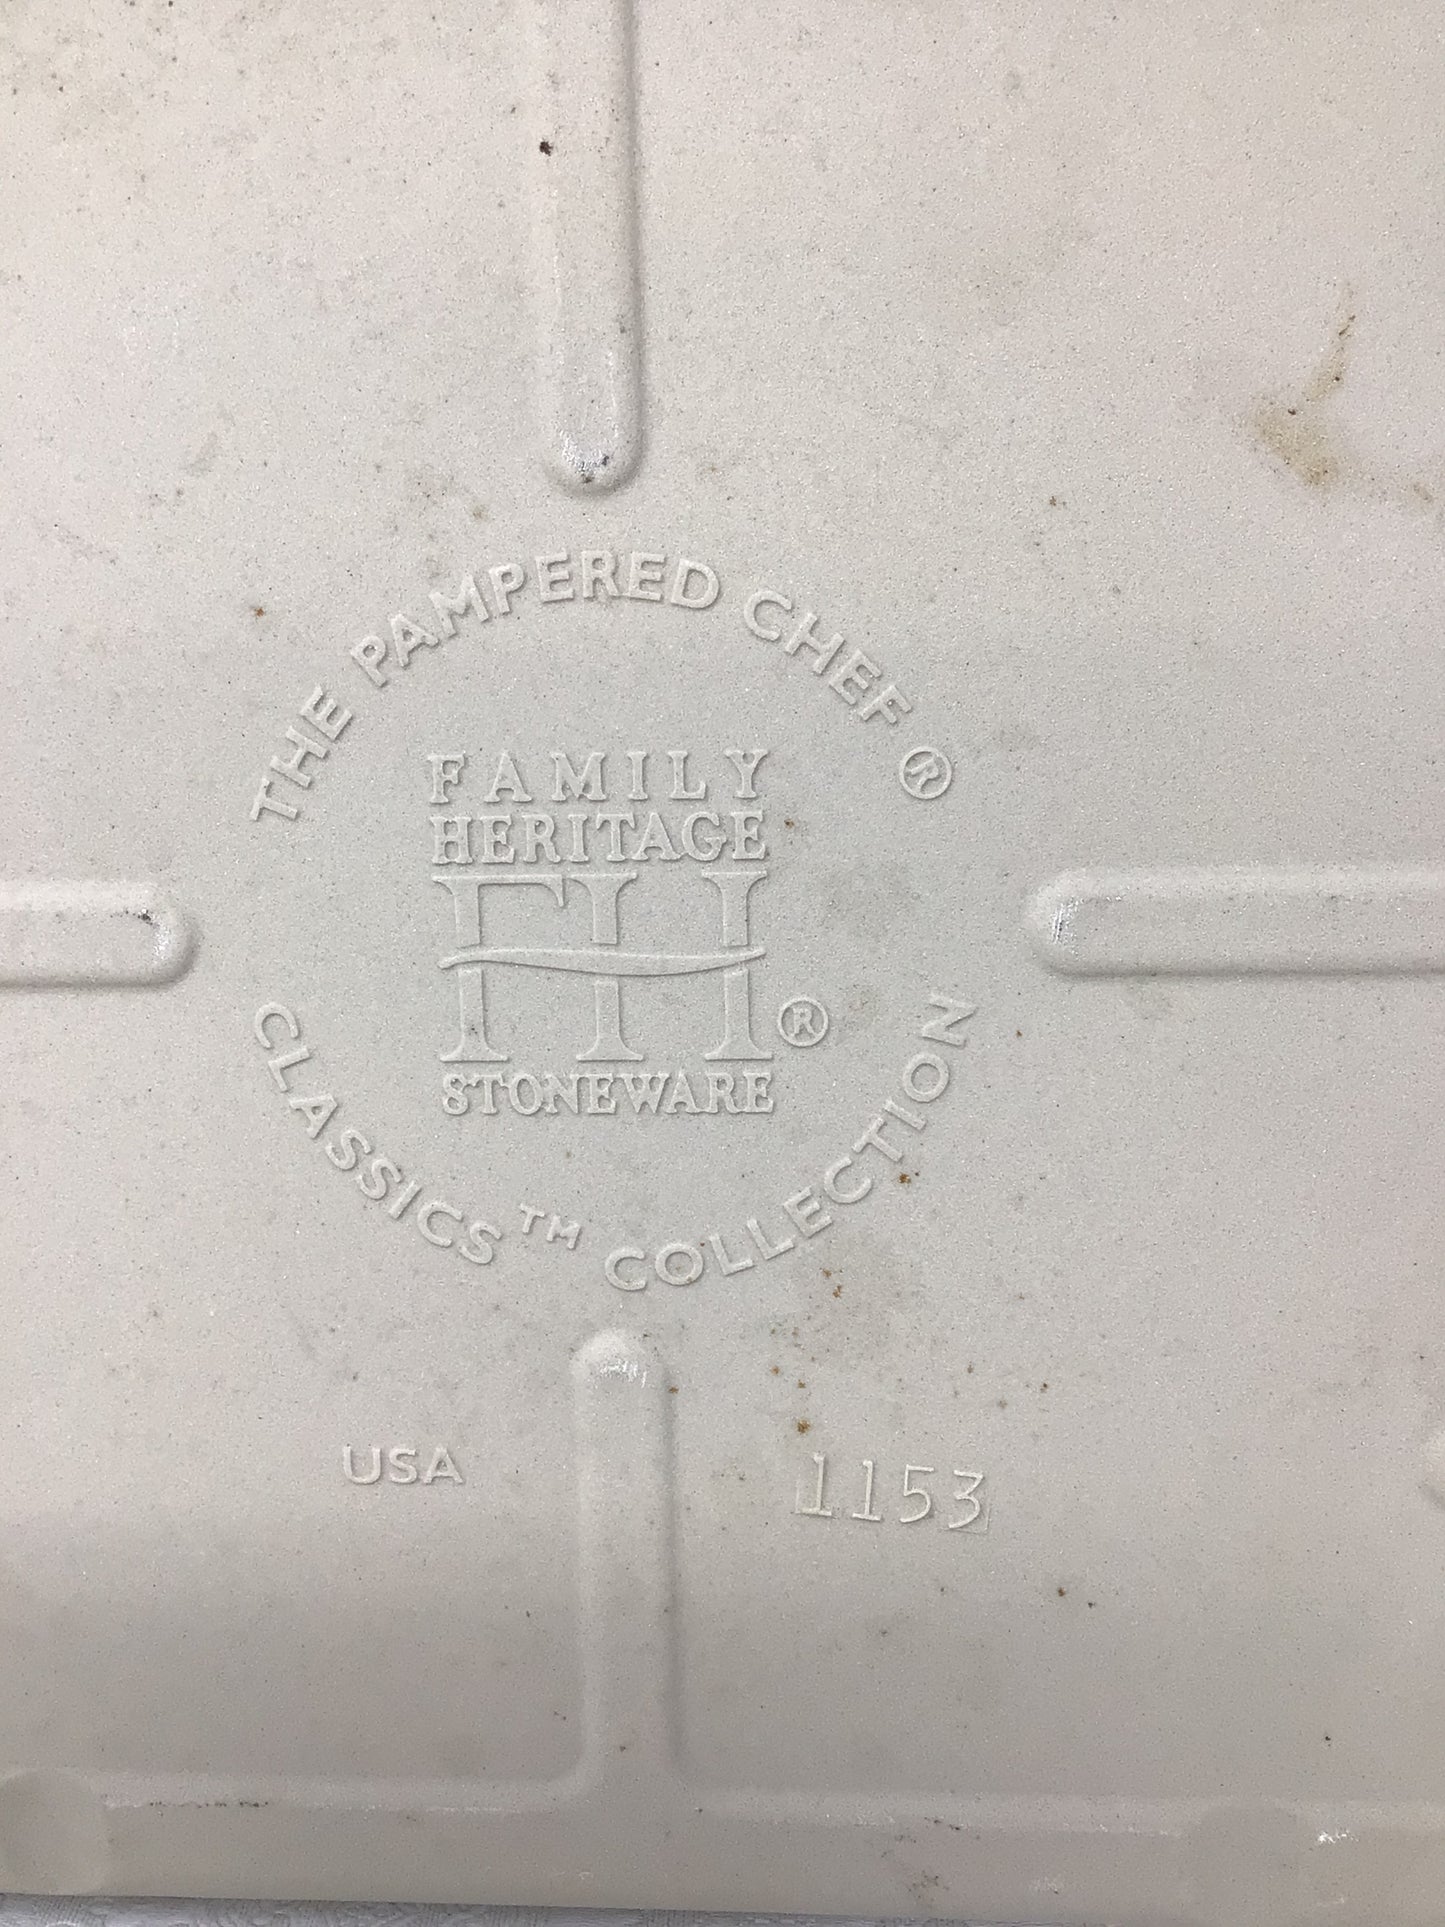 THE PAMPERED CHEF ®
FAMILY
HERITAGE
FH ®
STONEWARE
CLASSICS™ COLLECTION
USA
1153